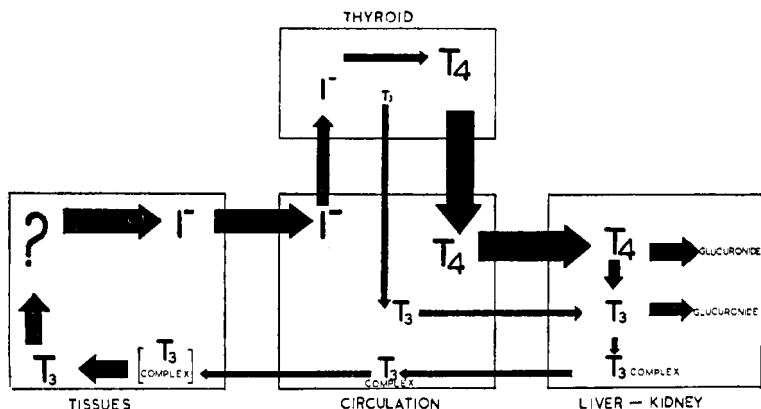 THYROID
I⁻ T4
T3
? I⁻ I⁻
T4 T4 GLUCURONIDE
T3 T3 GLUCURONIDE
T3 [T3 COMPLEX] T3 COMPLEX T3 COMPLEX
TISSUES CIRCULATION LIVER — KIDNEY